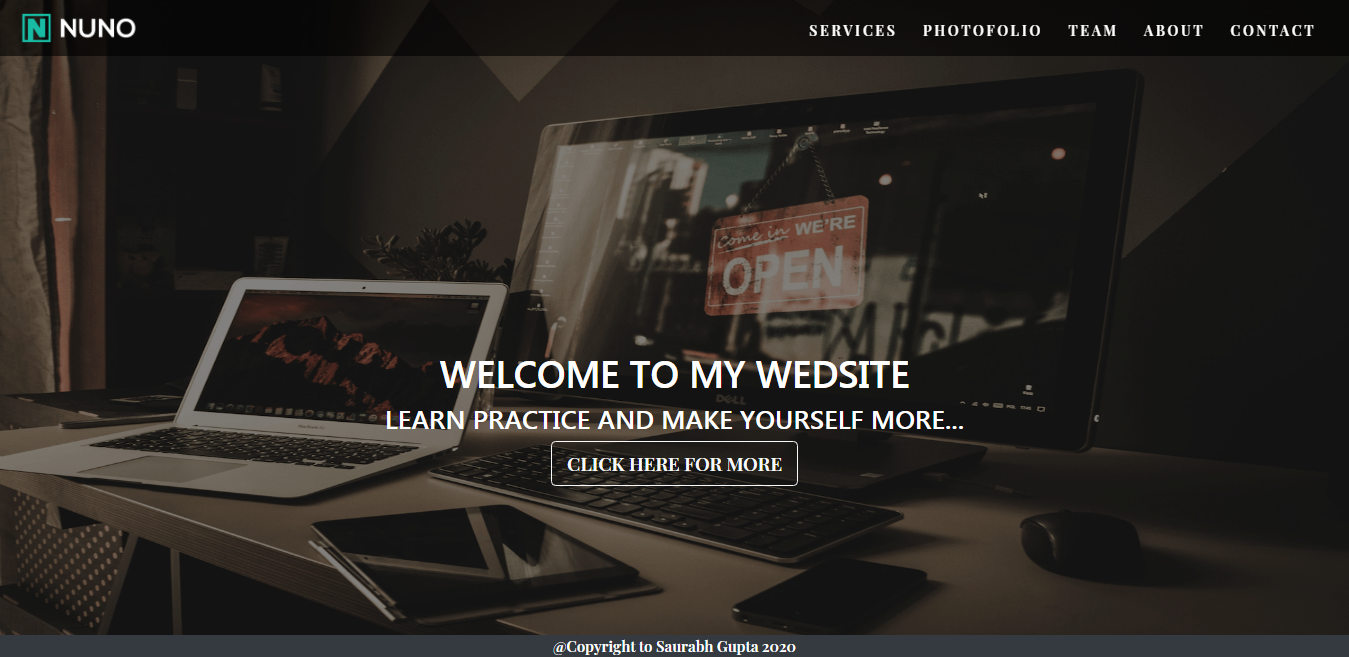 NUNO
SERVICES PHOTOFOLIO TEAM ABOUT CONTACT
Come in WE'RE
OPEN
DELL
WELCOME TO MY WEDSITE
LEARN PRACTICE AND MAKE YOURSELF MORE...
CLICK HERE FOR MORE
@Copyright to Saurabh Gupta 2020